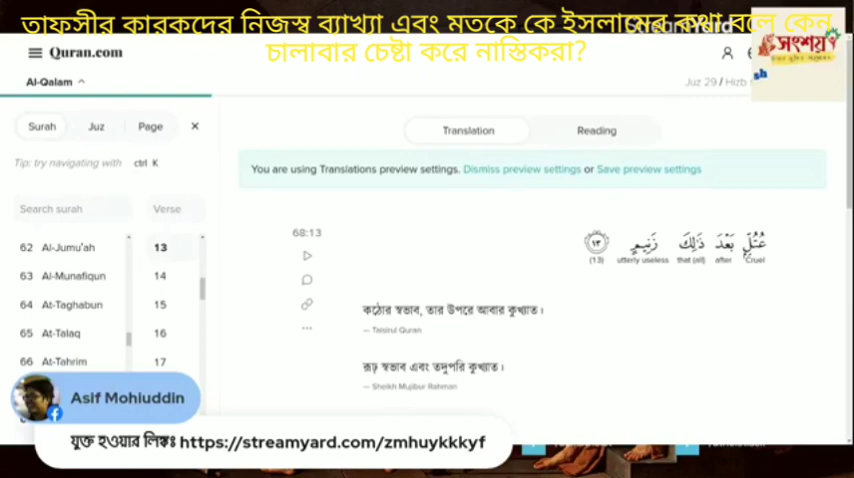 তাফসীর কারকদের নিজস্ব ব্যাখ্যা এবং মতকে কে ইসলামের কথা বলে কেন
চালাবার চেষ্টা করে নাস্তিকরা?
StreamYard
সংশয়
Quran.com
Al-Qalam
Juz 29 / Hizb
Surah Juz Page
Tip: try navigating with ctrl K
Search surah
Verse
62 Al-Jumu'ah 13
63 Al-Munafiqun 14
64 At-Taghabun 15
65 At-Talaq 16
66 At-Tahrim 17
Translation Reading
You are using Translations preview settings. Dismiss preview settings or Save preview settings
68:13
عُتُلٍّۭ بَعْدَ ذَٰلِكَ زَنِيمٍ ١٣
(13) utterly useless that (all) after Cruel
কঠোর স্বভাব, তার উপরে আবার কুখ্যাত।
— Taisirul Quran
রূঢ় স্বভাব এবং তদুপরি কুখ্যাত।
— Sheikh Mujibur Rahman
Asif Mohiuddin
যুক্ত হওয়ার লিঙ্কঃ https://streamyard.com/zmhuykkkyf